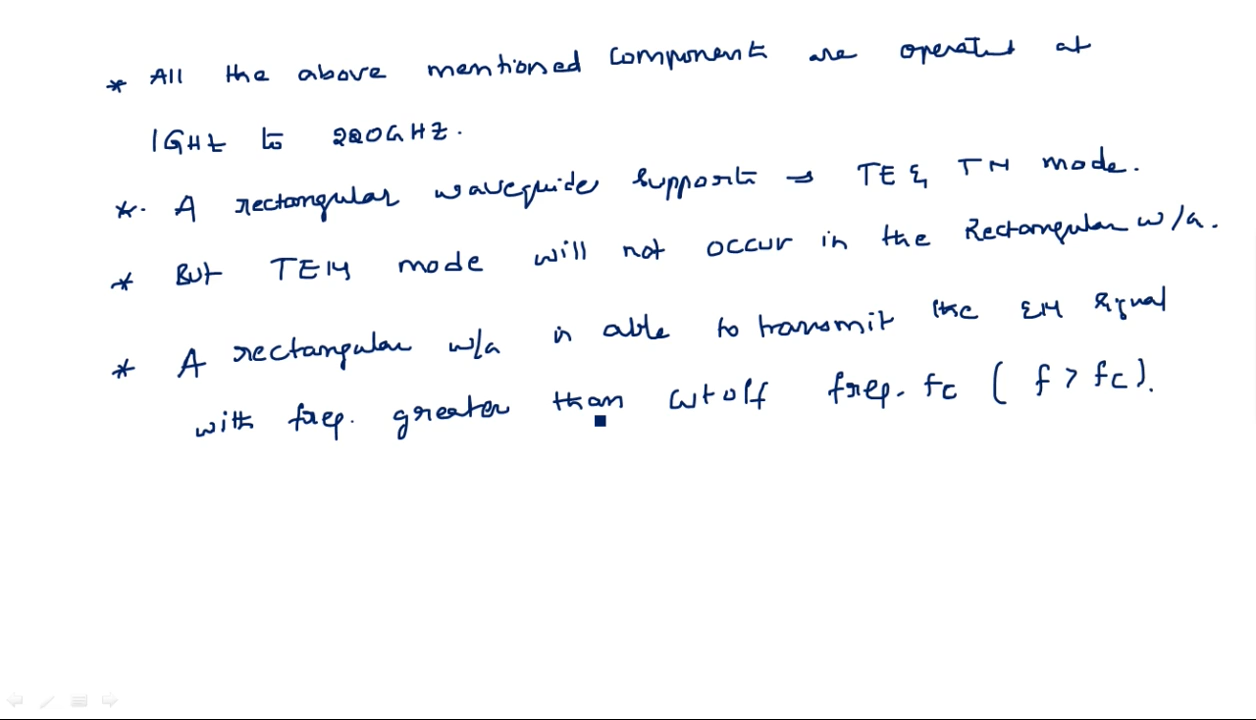 * All the above mentioned component are operated at
1GHz to 220GHZ.
*. A rectangular waveguide supports → TE & TM mode.
* But TEM mode will not occur in the Rectangular w/G.
* A rectangular w/G is able to transmit the EM signal
with freq. greater than cutoff freq. fc ( f > fc ).